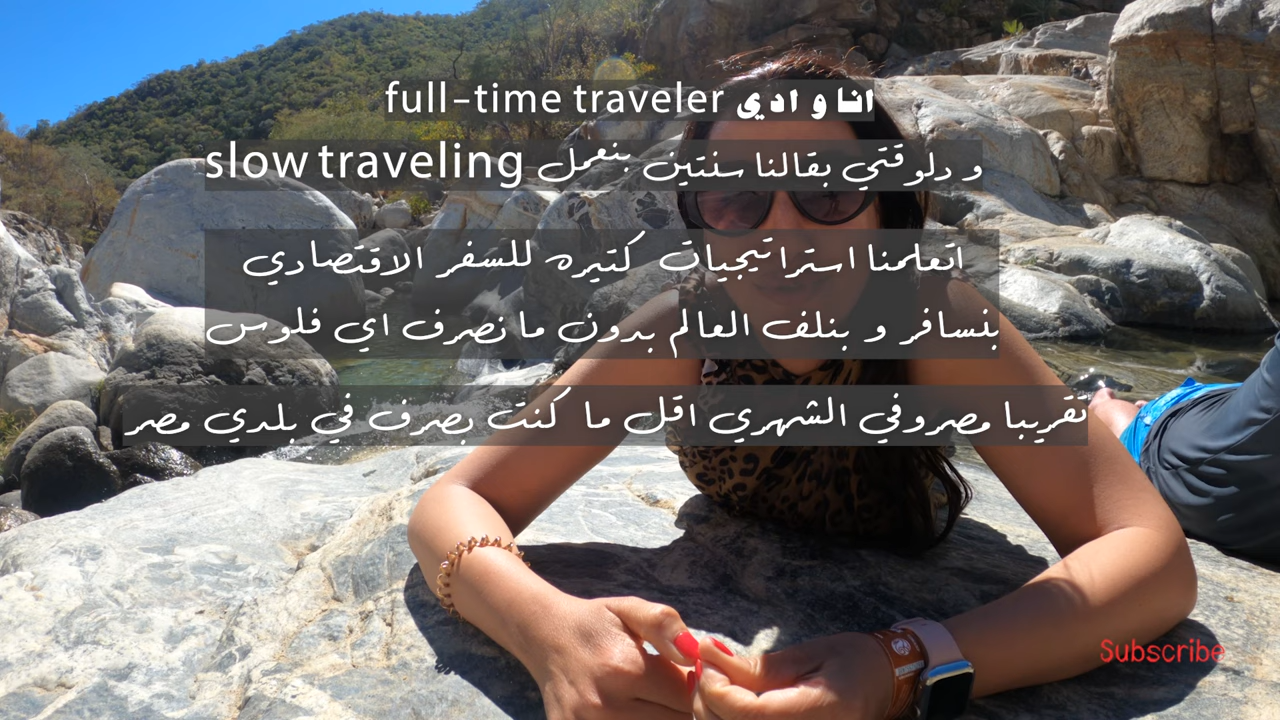 انا و ادي full-time traveler
و دلوقتي بقالنا سنتين بنعمل slow traveling
اتعلمنا استراتيجيات كتيره للسفر الاقتصادي
بنسافر و بنلف العالم بدون ما نصرف اي فلوس
تقريبا مصروفي الشهري اقل ما كنت بصرف في بلدي مصر
Subscribe